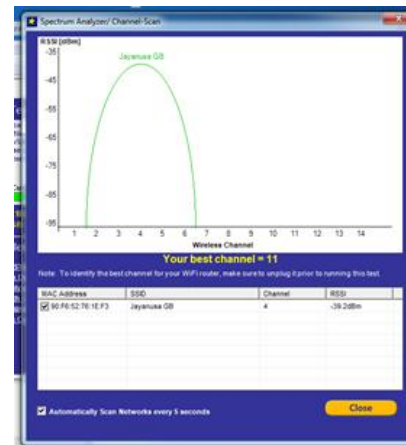 Spectrum Analyzer/ Channel-Scan
RSSI [dBm]
-35
Jayanusa GB
-45
-55
-65
-75
-85
-95
1 2 3 4 5 6 7 8 9 10 11 12 13 14
Wireless Channel
Your best channel = 11
Note: To identify the best channel for your WiFi router, make sure to unplug it prior to running this test.
MAC Address SSID Channel RSSI
90:F6:52:76:1E:F3 Jayanusa GB 4 -39.2dBm
Automatically Scan Networks every 5 seconds
Close